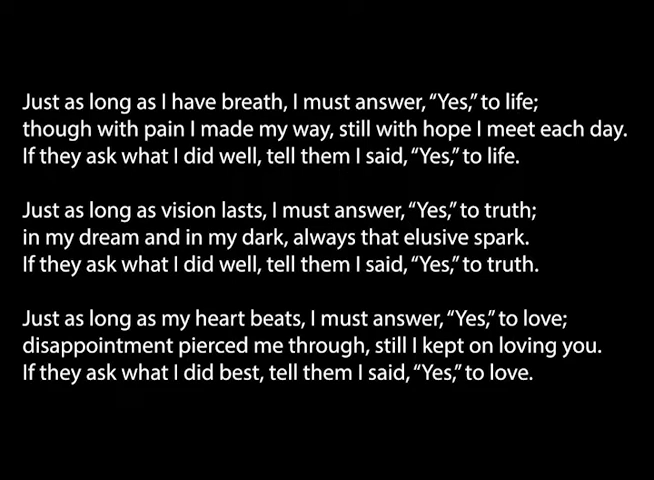 Just as long as I have breath, I must answer, “Yes,” to life;
though with pain I made my way, still with hope I meet each day.
If they ask what I did well, tell them I said, “Yes,” to life.
Just as long as vision lasts, I must answer, “Yes,” to truth;
in my dream and in my dark, always that elusive spark.
If they ask what I did well, tell them I said, “Yes,” to truth.
Just as long as my heart beats, I must answer, “Yes,” to love;
disappointment pierced me through, still I kept on loving you.
If they ask what I did best, tell them I said, “Yes,” to love.